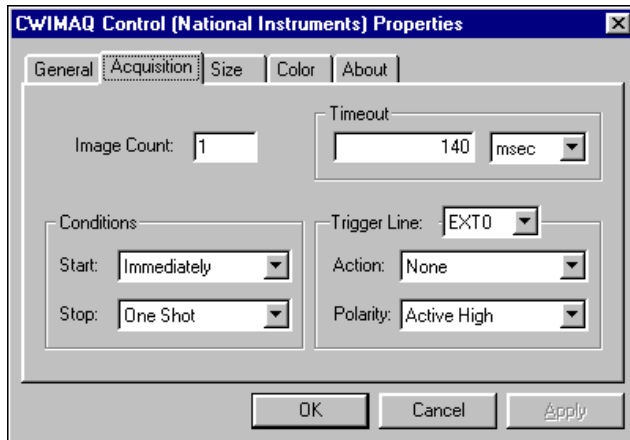 CWIMAQ Control (National Instruments) Properties
General Acquisition Size Color About
Image Count: 1
Timeout
140 msec
Conditions
Start: Immediately
Stop: One Shot
Trigger Line: EXT0
Action: None
Polarity: Active High
OK Cancel Apply